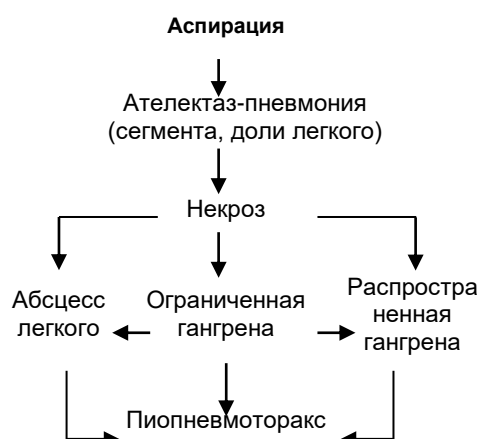 Аспирация
Ателектаз-пневмония
(сегмента, доли легкого)
Некроз
Абсцесс
легкого
Ограниченная
гангрена
Распростра
ненная
гангрена
Пиопневмоторакс